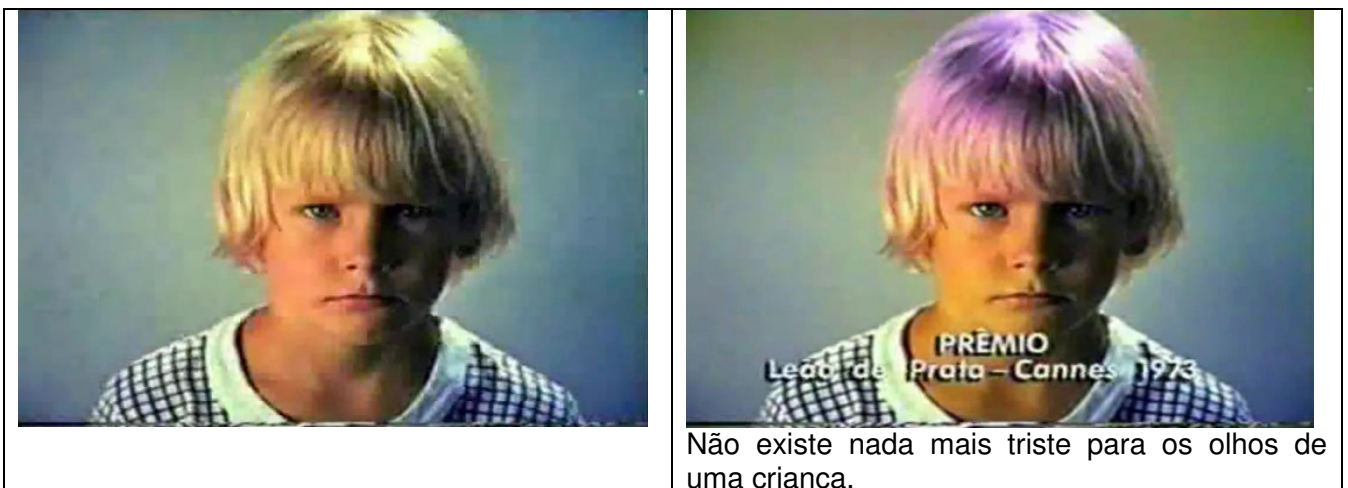 PRÊMIO
Leão de Prata – Cannes 1973
Não existe nada mais triste para os olhos de
uma criança.